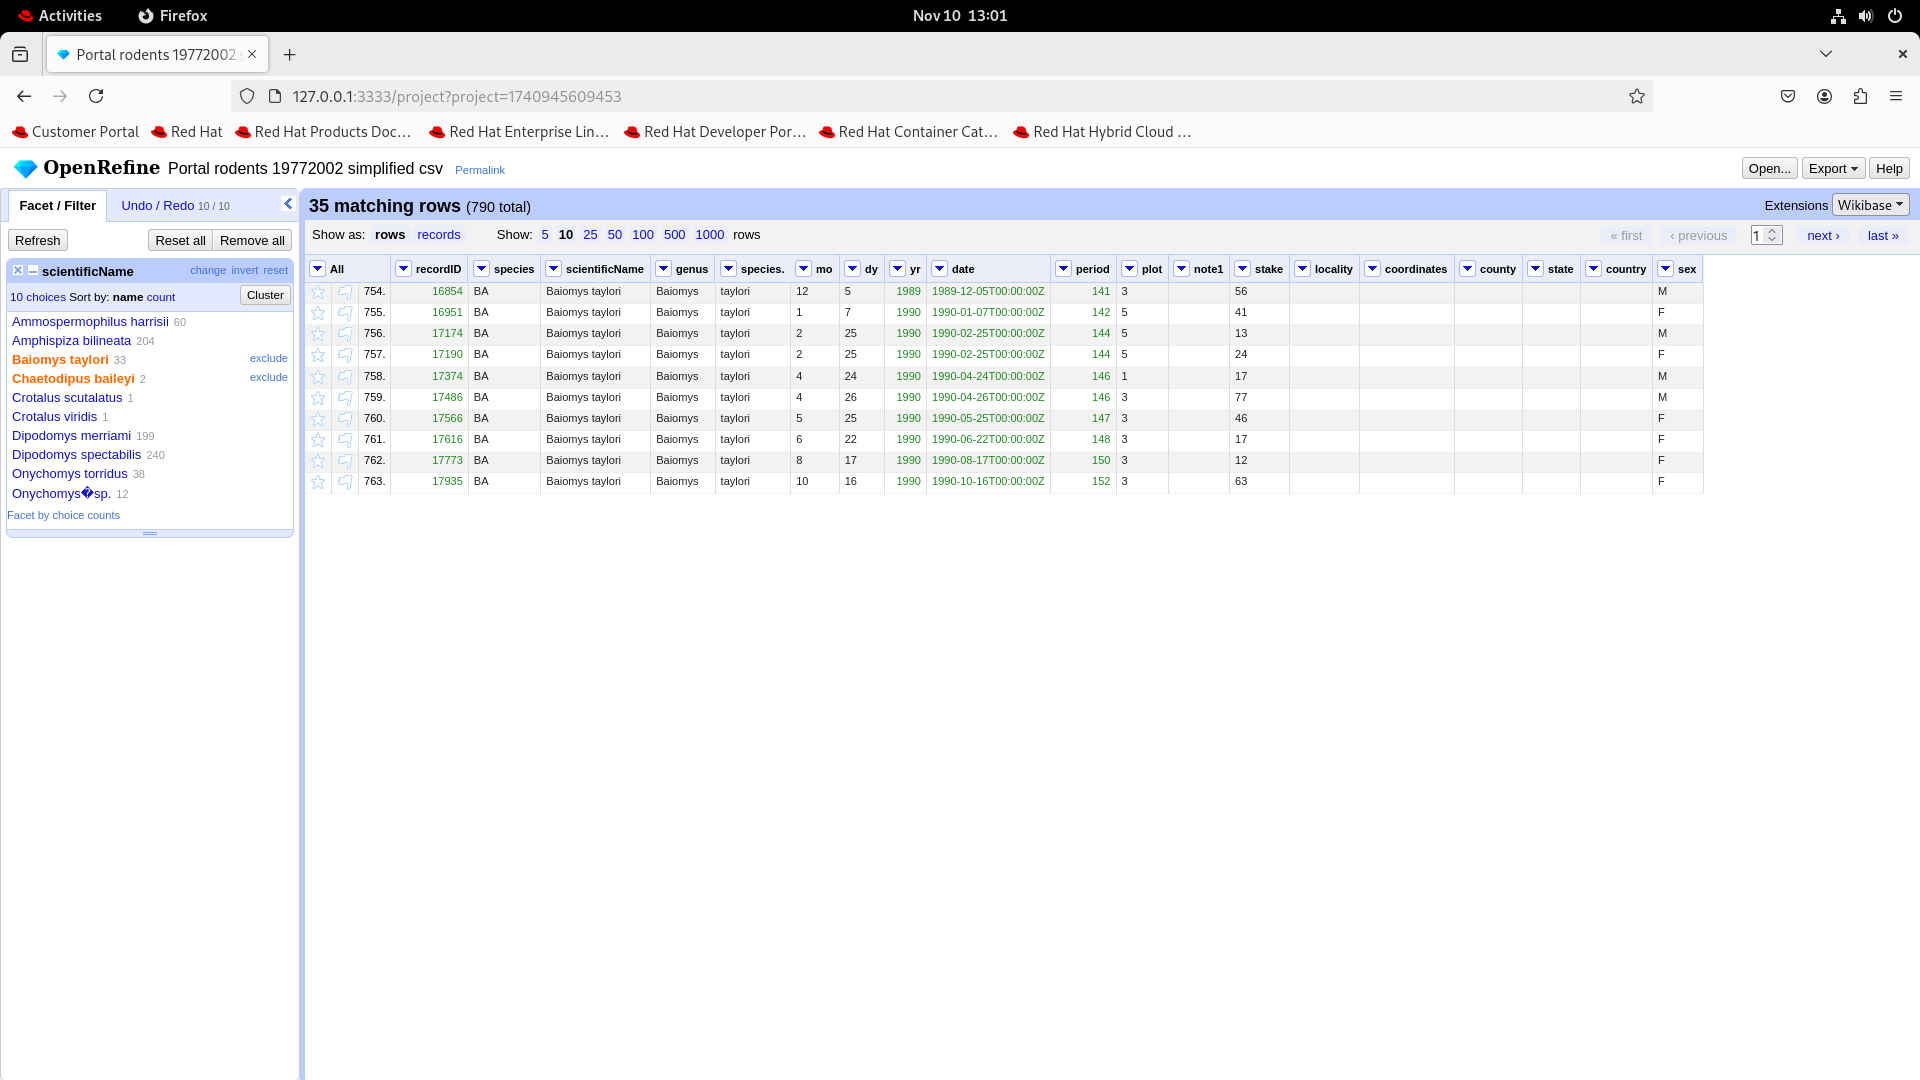 Activities Firefox Nov 10 13:01
Portal rodents 19772002 s
127.0.0.1:3333/project?project=1740945609453
Customer Portal Red Hat Red Hat Products Doc… Red Hat Enterprise Lin… Red Hat Developer Por… Red Hat Container Cat… Red Hat Hybrid Cloud …
OpenRefine Portal rodents 19772002 simplified csv Permalink Open... Export Help
Facet / Filter Undo / Redo 10 / 10
Refresh Reset all Remove all
scientificName change invert reset
10 choices Sort by: name count Cluster
Ammospermophilus harrisii 60
Amphispiza bilineata 204
Baiomys taylori 33 exclude
Chaetodipus baileyi 2 exclude
Crotalus scutalatus 1
Crotalus viridis 1
Dipodomys merriami 199
Dipodomys spectabilis 240
Onychomys torridus 38
Onychomys�sp. 12
Facet by choice counts
35 matching rows (790 total) Extensions Wikibase
Show as: rows records Show: 5 10 25 50 100 500 1000 rows « first ‹ previous 1 next › last »
All recordID species scientificName genus species. mo dy yr date period plot note1 stake locality coordinates county state country sex
754. 16854 BA Baiomys taylori Baiomys taylori 12 5 1989 1989-12-05T00:00:00Z 141 3 56 M
755. 16951 BA Baiomys taylori Baiomys taylori 1 7 1990 1990-01-07T00:00:00Z 142 5 41 F
756. 17174 BA Baiomys taylori Baiomys taylori 2 25 1990 1990-02-25T00:00:00Z 144 5 13 M
757. 17190 BA Baiomys taylori Baiomys taylori 2 25 1990 1990-02-25T00:00:00Z 144 5 24 F
758. 17374 BA Baiomys taylori Baiomys taylori 4 24 1990 1990-04-24T00:00:00Z 146 1 17 M
759. 17486 BA Baiomys taylori Baiomys taylori 4 26 1990 1990-04-26T00:00:00Z 146 3 77 M
760. 17566 BA Baiomys taylori Baiomys taylori 5 25 1990 1990-05-25T00:00:00Z 147 3 46 F
761. 17616 BA Baiomys taylori Baiomys taylori 6 22 1990 1990-06-22T00:00:00Z 148 3 17 F
762. 17773 BA Baiomys taylori Baiomys taylori 8 17 1990 1990-08-17T00:00:00Z 150 3 12 F
763. 17935 BA Baiomys taylori Baiomys taylori 10 16 1990 1990-10-16T00:00:00Z 152 3 63 F